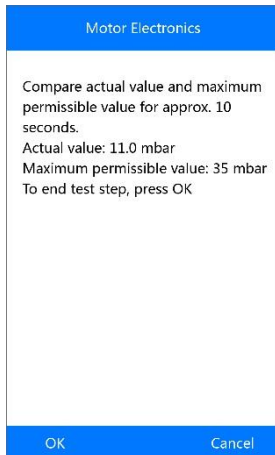 Motor Electronics
Compare actual value and maximum
permissible value for approx. 10
seconds.
Actual value: 11.0 mbar
Maximum permissible value: 35 mbar
To end test step, press OK
OK Cancel